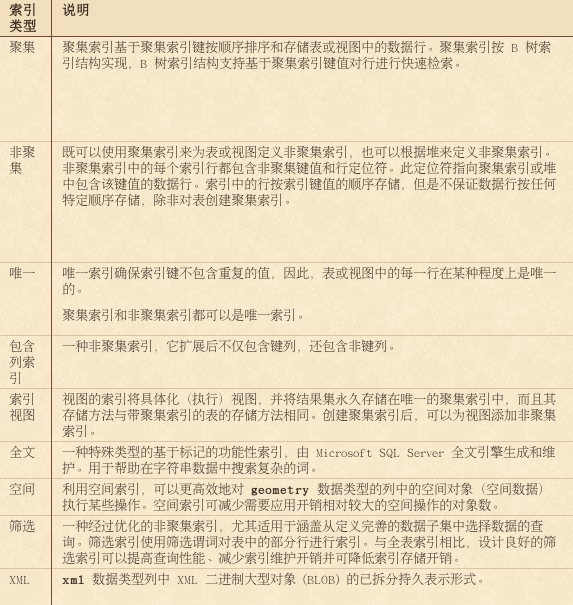 索引
类型
说明
聚集
聚集索引基于聚集索引键按顺序排序和存储表或视图中的数据行。聚集索引按 B 树索
引结构实现，B 树索引结构支持基于聚集索引键值对行进行快速检索。
非聚
集
既可以使用聚集索引来为表或视图定义非聚集索引，也可以根据堆来定义非聚集索引。
非聚集索引中的每个索引行都包含非聚集键值和行定位符。此定位符指向聚集索引或堆
中包含该键值的数据行。索引中的行按索引键值的顺序存储，但是不保证数据行按任何
特定顺序存储，除非对表创建聚集索引。
唯一
唯一索引确保索引键不包含重复的值，因此，表或视图中的每一行在某种程度上是唯一
的。
聚集索引和非聚集索引都可以是唯一索引。
包含
列索
引
一种非聚集索引，它扩展后不仅包含键列，还包含非键列。
索引
视图
视图的索引将具体化（执行）视图，并将结果集永久存储在唯一的聚集索引中，而且其
存储方法与带聚集索引的表的存储方法相同。创建聚集索引后，可以为视图添加非聚集
索引。
全文
一种特殊类型的基于标记的功能性索引，由 Microsoft SQL Server 全文引擎生成和维
护。用于帮助在字符串数据中搜索复杂的词。
空间
利用空间索引，可以更高效地对 geometry 数据类型的列中的空间对象（空间数据）
执行某些操作。空间索引可减少需要应用开销相对较大的空间操作的对象数。
筛选
一种经过优化的非聚集索引，尤其适用于涵盖从定义完善的数据子集中选择数据的查
询。筛选索引使用筛选谓词对表中的部分行进行索引。与全表索引相比，设计良好的筛
选索引可以提高查询性能、减少索引维护开销并可降低索引存储开销。
XML
xml 数据类型列中 XML 二进制大型对象 (BLOB) 的已拆分持久表示形式。